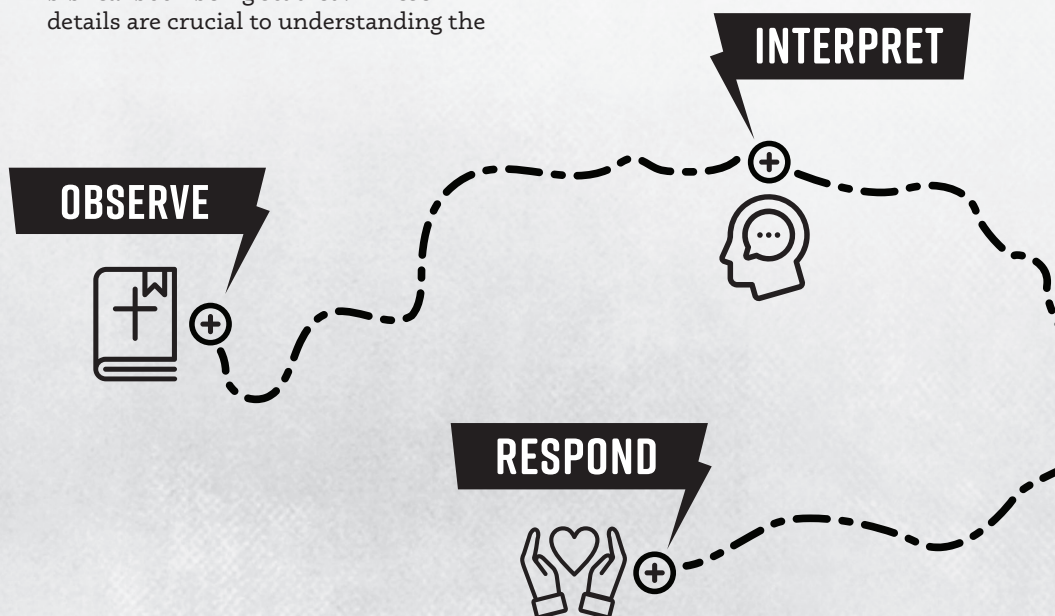 details are crucial to understanding the
INTERPRET
OBSERVE
RESPOND